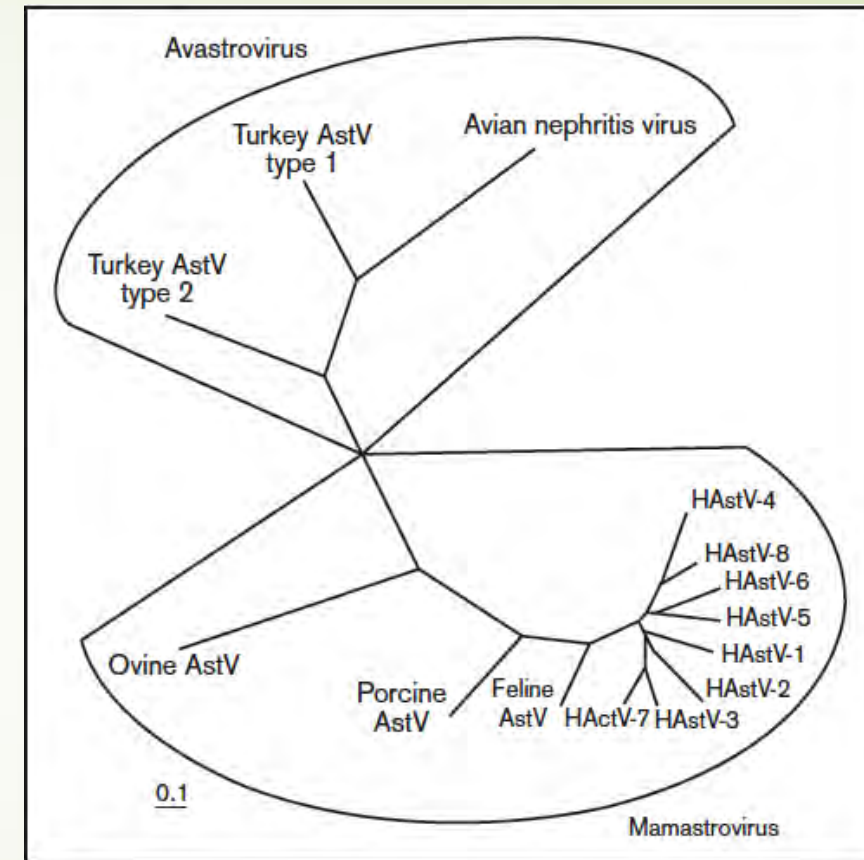 Avastrovirus
Turkey AstV
type 1
Avian nephritis virus
Turkey AstV
type 2
HAstV-4
HAstV-8
HAstV-6
HAstV-5
HAstV-1
HAstV-2
Ovine AstV
Porcine
AstV
Feline
AstV
HActV-7
HAstV-3
0.1
Mamastrovirus